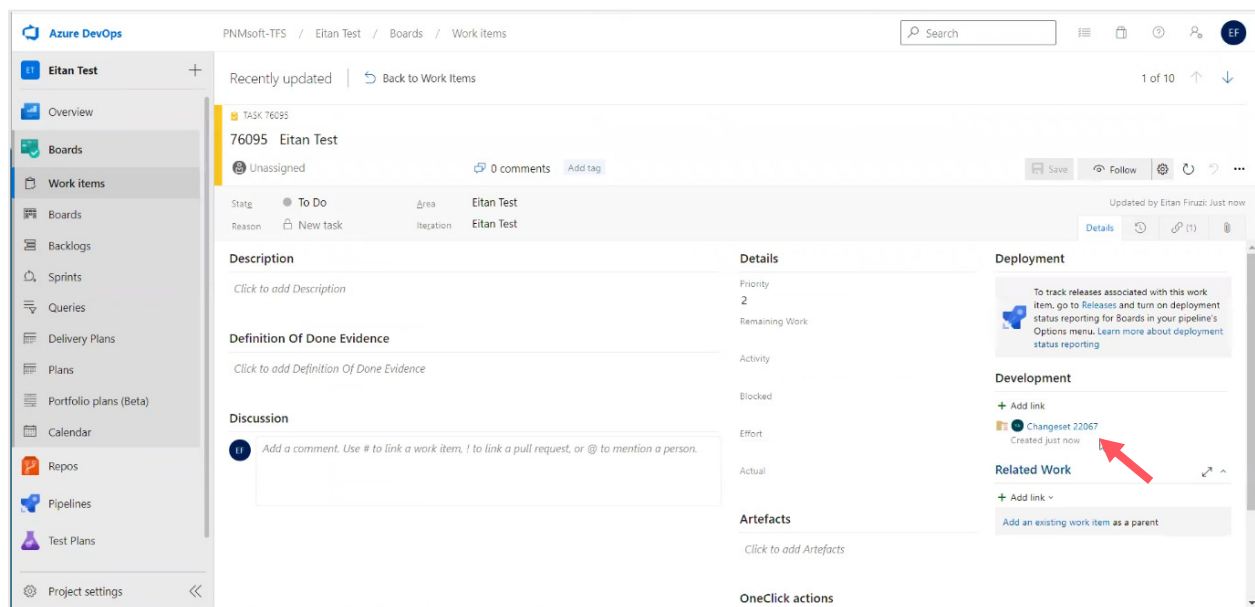 Azure DevOps
PNMsoft-TFS / Eitan Test / Boards / Work items
Search
EF
ET Eitan Test
Recently updated
Back to Work Items
1 of 10
Overview
Boards
Work items
Boards
Backlogs
Sprints
Queries
Delivery Plans
Plans
Portfolio plans (Beta)
Calendar
Repos
Pipelines
Test Plans
Project settings
TASK 76095
76095 Eitan Test
Unassigned
0 comments
Add tag
Save
Follow
State To Do
Area Eitan Test
Updated by Eitan Firuzi: Just now
Reason New task
Iteration Eitan Test
Details
(1)
Description
Click to add Description
Definition Of Done Evidence
Click to add Definition Of Done Evidence
Discussion
EF
Add a comment. Use # to link a work item, ! to link a pull request, or @ to mention a person.
Details
Priority
2
Remaining Work
Activity
Blocked
Effort
Actual
Artefacts
Click to add Artefacts
OneClick actions
Deployment
To track releases associated with this work
item, go to Releases and turn on deployment
status reporting for Boards in your pipeline's
Options menu. Learn more about deployment
status reporting
Development
Add link
Changeset 22067
Created just now
Related Work
Add link
Add an existing work item as a parent